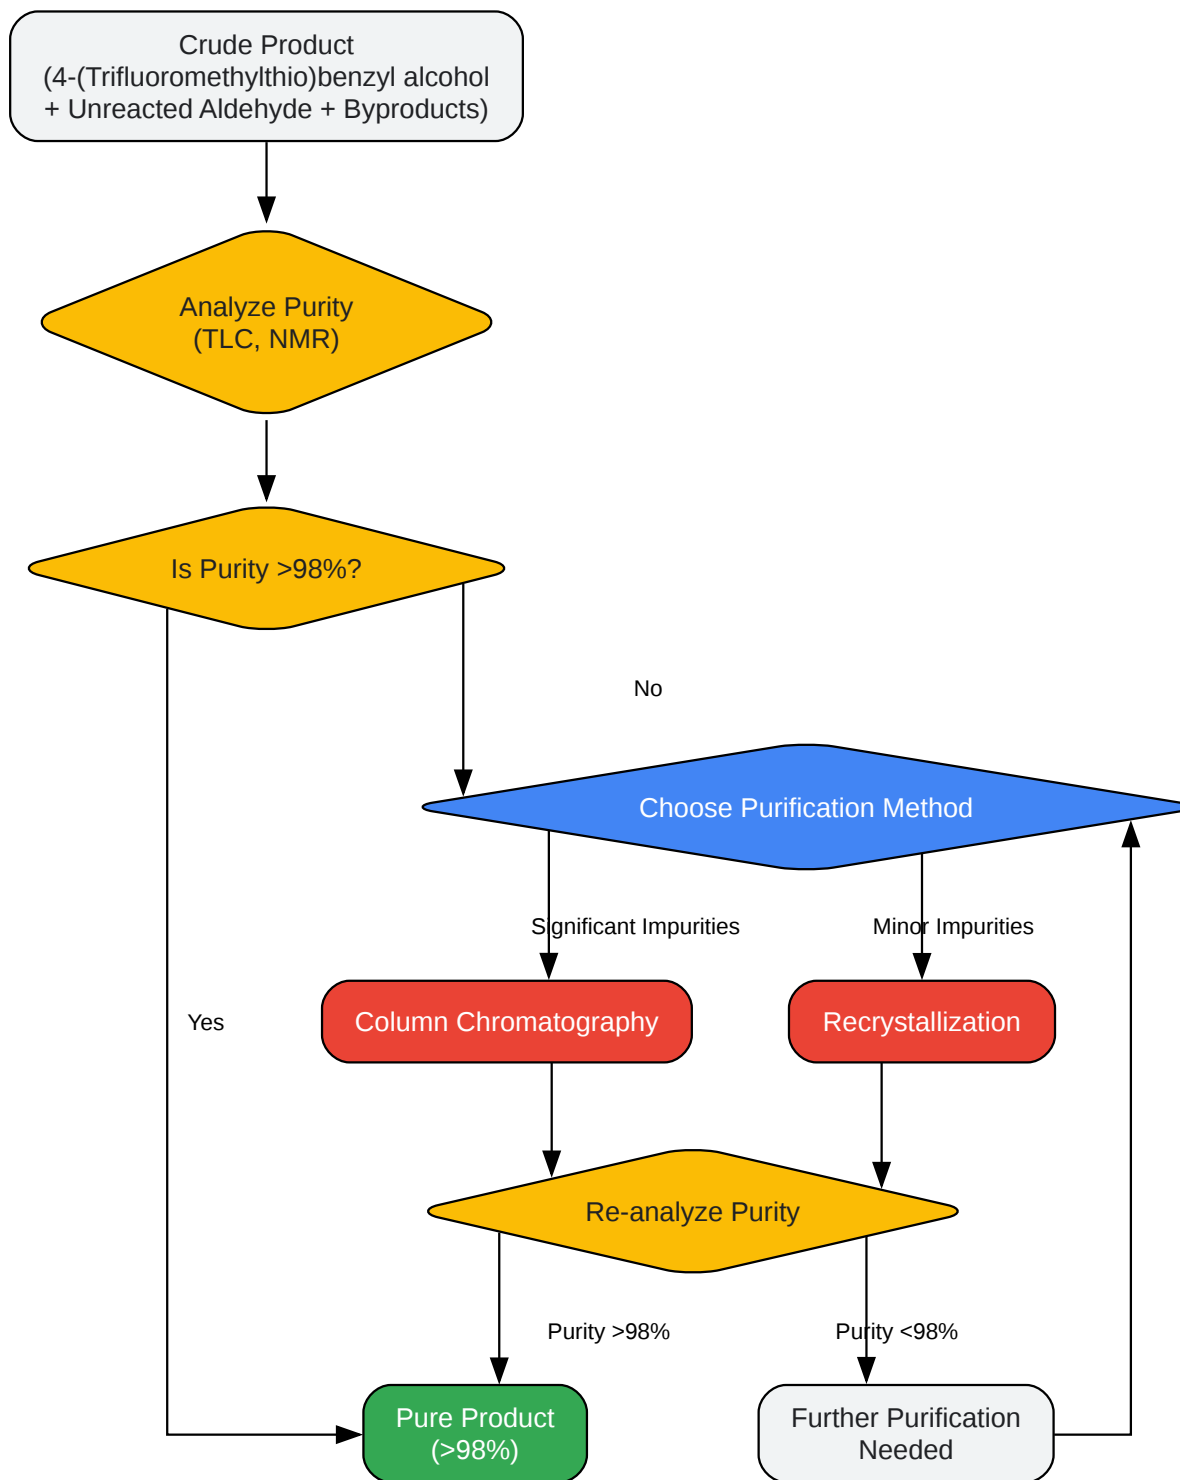 Crude Product
(4-(Trifluoromethylthio)benzyl alcohol
+ Unreacted Aldehyde + Byproducts)
Analyze Purity
(TLC, NMR)
Is Purity >98%?
No
Choose Purification Method
Significant Impurities
Minor Impurities
Yes
Column Chromatography
Recrystallization
Re-analyze Purity
Purity >98%
Purity <98%
Pure Product
(>98%)
Further Purification
Needed